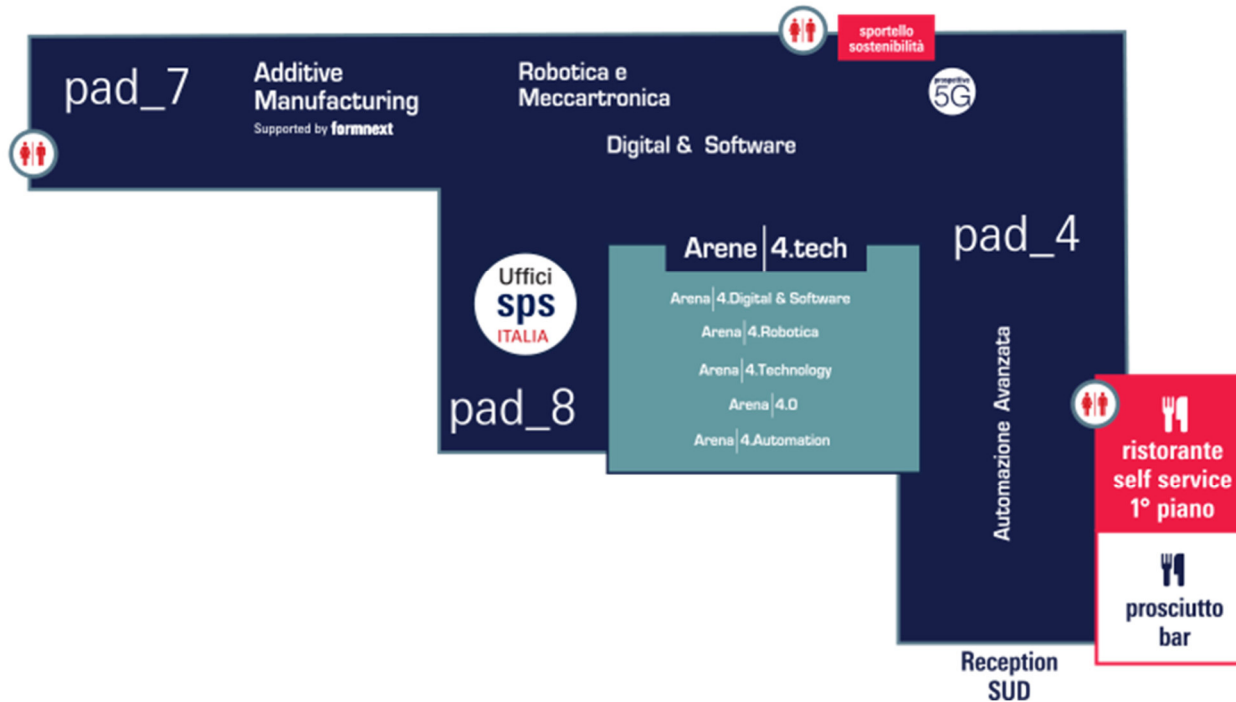 sportello
sostenibilità
pad_7
Additive
Manufacturing
Supported by formnext
Robotica e
Meccartronica
prospettive
5G
Digital & Software
pad_4
Arene|4.tech
Uffici
sps
ITALIA
Arena|4.Digital & Software
Arena|4.Robotica
Arena|4.Technology
Arena|4.0
Arena|4.Automation
pad_8
Automazione Avanzata
ristorante
self service
1° piano
prosciutto
bar
Reception
SUD